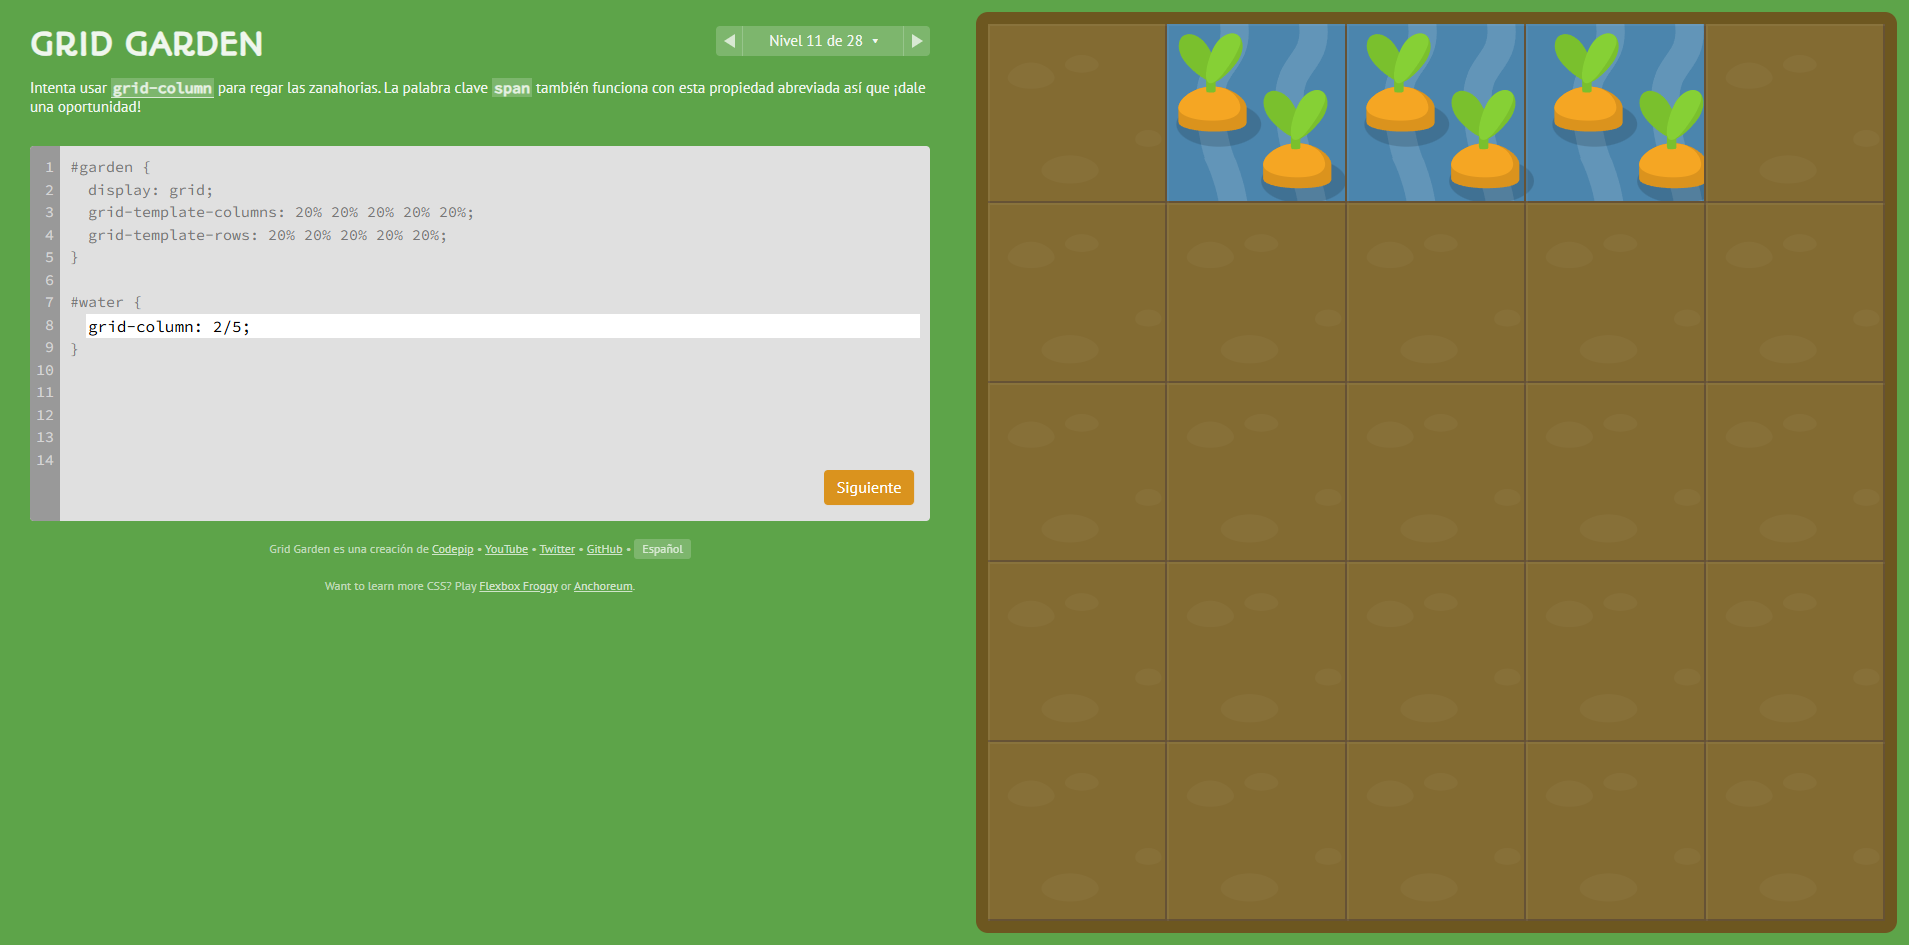 GRID GARDEN
Nivel 11 de 28
Intenta usar grid-column para regar las zanahorias. La palabra clave span también funciona con esta propiedad abreviada así que ¡dale
una oportunidad!
1 #garden {
2 display: grid;
3 grid-template-columns: 20% 20% 20% 20% 20%;
4 grid-template-rows: 20% 20% 20% 20% 20%;
5 }
6
7 #water {
8 grid-column: 2/5;
9 }
10
11
12
13
14
Siguiente
Grid Garden es una creación de Codepip • YouTube • Twitter • GitHub • Español
Want to learn more CSS? Play Flexbox Froggy or Anchoreum.